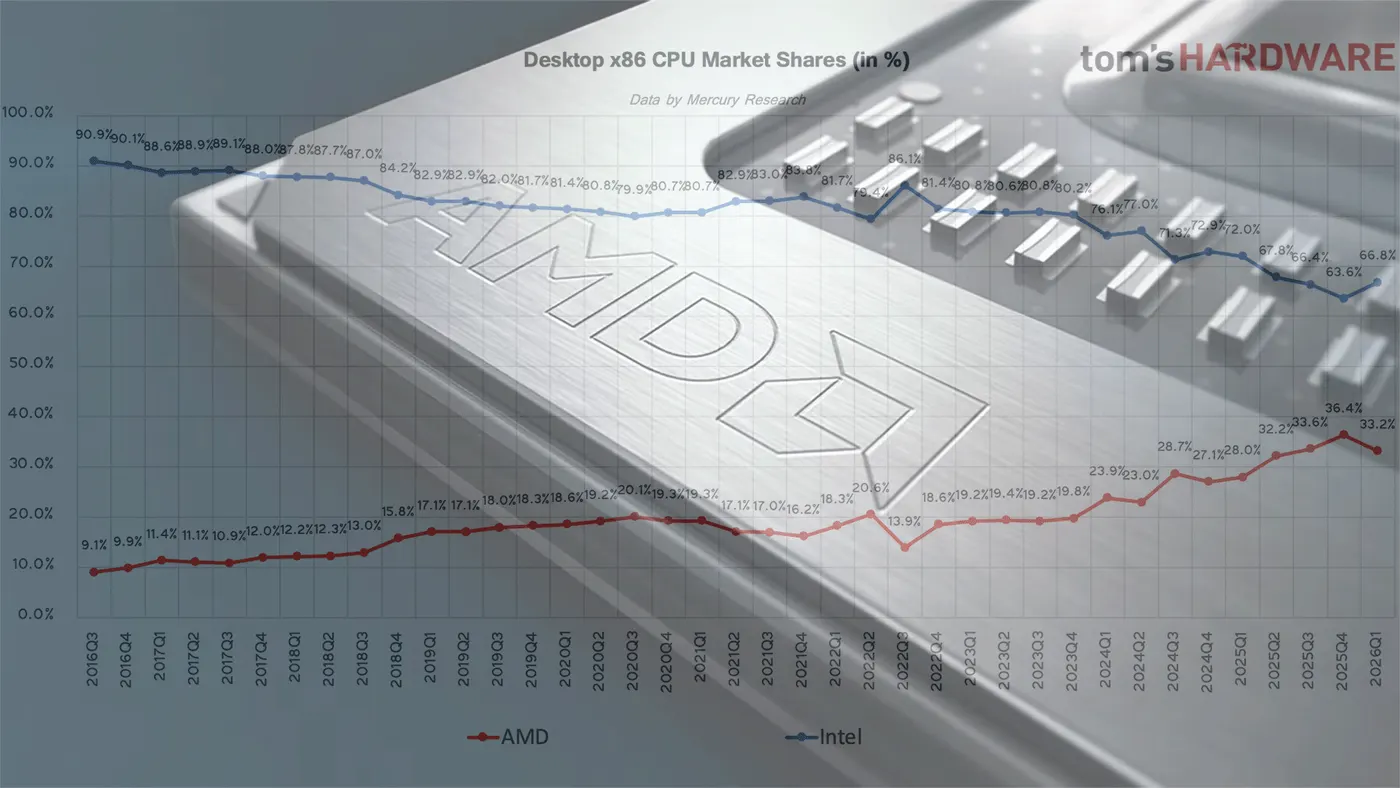 Desktop x86 CPU Market Shares (in %)
tom'sHARDWARE
Data by Mercury Research
100.0%
90.0%
80.0%
70.0%
60.0%
50.0%
40.0%
30.0%
20.0%
10.0%
0.0%
90.9% 90.1% 88.6% 88.9% 89.1% 88.0% 87.8% 87.7% 87.0% 84.2% 82.9% 82.9% 82.0% 81.7% 81.4% 80.8% 79.9% 80.7% 80.7% 82.9% 83.0% 83.8% 81.7% 79.4% 86.1% 81.4% 80.8% 80.6% 80.8% 80.2% 76.1% 77.0% 71.3% 72.9% 72.0% 67.8% 66.4% 63.6% 66.8%
AMD
9.1% 9.9% 11.4% 11.1% 10.9% 12.0% 12.2% 12.3% 13.0% 15.8% 17.1% 17.1% 18.0% 18.3% 18.6% 19.2% 20.1% 19.3% 19.3% 17.1% 17.0% 16.2% 18.3% 20.6% 13.9% 18.6% 19.2% 19.4% 19.2% 19.8% 23.9% 23.0% 28.7% 27.1% 28.0% 32.2% 33.6% 36.4% 33.2%
2016Q3 2016Q4 2017Q1 2017Q2 2017Q3 2017Q4 2018Q1 2018Q2 2018Q3 2018Q4 2019Q1 2019Q2 2019Q3 2019Q4 2020Q1 2020Q2 2020Q3 2020Q4 2021Q1 2021Q2 2021Q3 2021Q4 2022Q1 2022Q2 2022Q3 2022Q4 2023Q1 2023Q2 2023Q3 2023Q4 2024Q1 2024Q2 2024Q3 2024Q4 2025Q1 2025Q2 2025Q3 2025Q4 2026Q1
AMD
Intel